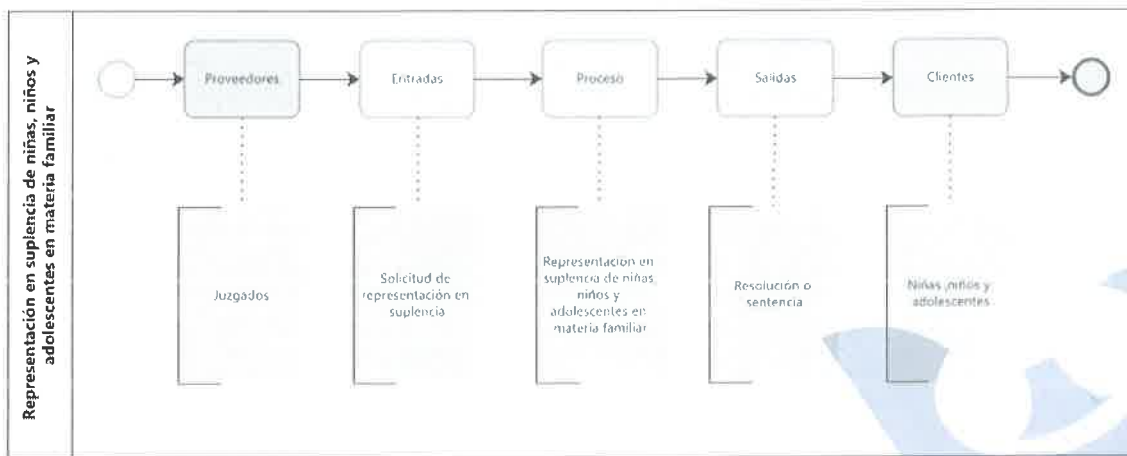 Representación en suplencia de niñas, niños y
adolescentes en materia familiar
Proveedores
Entradas
Proceso
Salidas
Clientes
Juzgados
Solicitud de
representación en
suplencia
Representación en
suplencia de niñas,
niños y
adolescentes en
materia familiar
Resolución o
sentencia
Niñas ,niños y
adolescentes